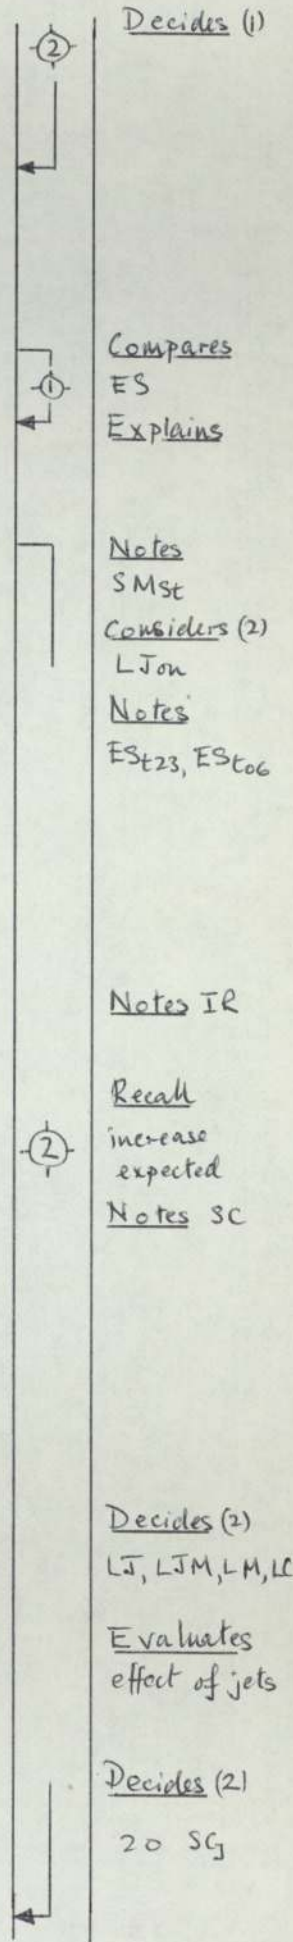 Decides (1)
2
Compares
1
ES
Explains
Notes
SMSt
Considers (2)
LJon
Notes
ESt23, ESt06
Notes IR
Recall
2
increase
expected
Notes SC
Decides (2)
LJ, LJM, LM, LC
Evaluates
effect of jets
Decides (2)
20 SGJ